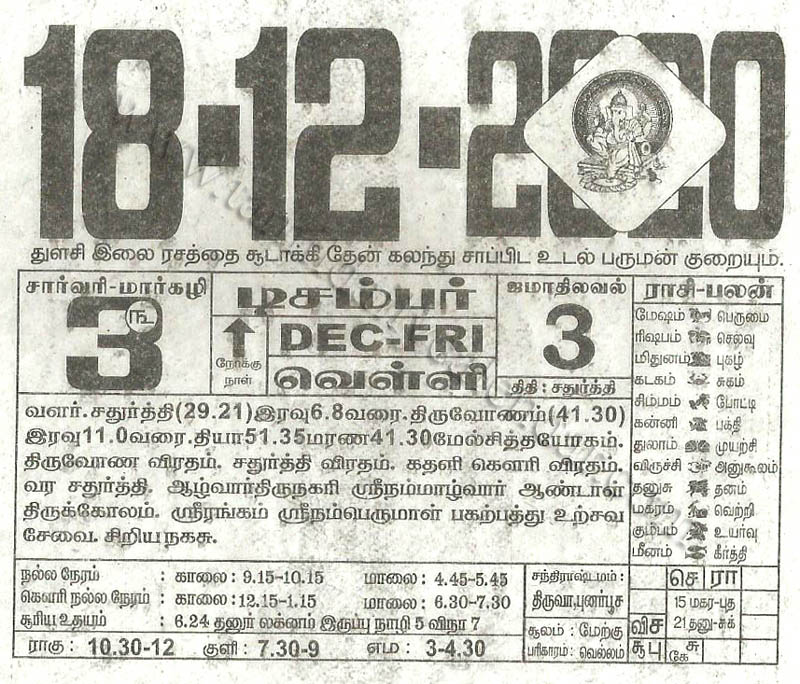 18-12-2020
துளசி இலை ரசத்தை சூடாக்கி தேன் கலந்து சாப்பிட உடல் பருமன் குறையும்.
சார்வரி-மார்கழி
3
௩
டிசம்பர்
நோக்கு
நாள்
DEC-FRI
வெள்ளி
ஜமாதிலவல்
3
திதி : சதுர்த்தி
ராசி-பலன்
மேஷம் பெருமை
ரிஷபம் செலவு
மிதுனம் புகழ்
கடகம் சுகம்
சிம்மம் போட்டி
கன்னி பக்தி
துலாம் முயற்சி
விருச்சி அனுகூலம்
தனுசு தனம்
மகரம் வெற்றி
கும்பம் உயர்வு
மீனம் கீர்த்தி
வளர். சதுர்த்தி(29.21)இரவு6.8வரை.திருவோணம்(41.30)
இரவு11.0வரை.தியா51.35மரண41.30மேல்சித்தயோகம்.
திருவோண விரதம். சதுர்த்தி விரதம். கதளி கௌரி விரதம்.
வர சதுர்த்தி. ஆழ்வார்திருநகரி ஸ்ரீநம்மாழ்வார் ஆண்டாள்
திருக்கோலம். ஸ்ரீரங்கம் ஸ்ரீநம்பெருமாள் பகற்பத்து உற்சவ
சேவை. சிறிய நகசு.
நல்ல நேரம் : காலை : 9.15-10.15 மாலை : 4.45-5.45
கௌரி நல்ல நேரம் : காலை :12.15-1.15 மாலை : 6.30-7.30
சூரிய உதயம் : 6.24 தனூர் லக்னம் இருப்பு நாழி 5 விநா 7
ராகு : 10.30-12 குளி : 7.30-9 எம : 3-4.30
சந்திராஷ்டமம் :
திருவா,புனர்பூச
சூலம் : மேற்கு
பரிகாரம் : வெல்லம்
செ ரா
15 மகர-புத
21 தனு-சுக்
விச
சூ பு
சு
கே